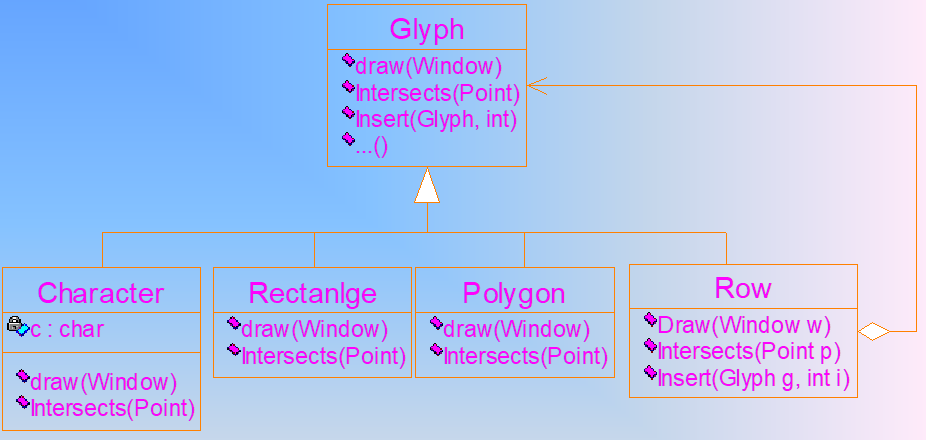 Glyph
draw(Window)
Intersects(Point)
Insert(Glyph, int)
...()
Character
c : char
draw(Window)
Intersects(Point)
Rectanlge
draw(Window)
Intersects(Point)
Polygon
draw(Window)
Intersects(Point)
Row
Draw(Window w)
Intersects(Point p)
Insert(Glyph g, int i)